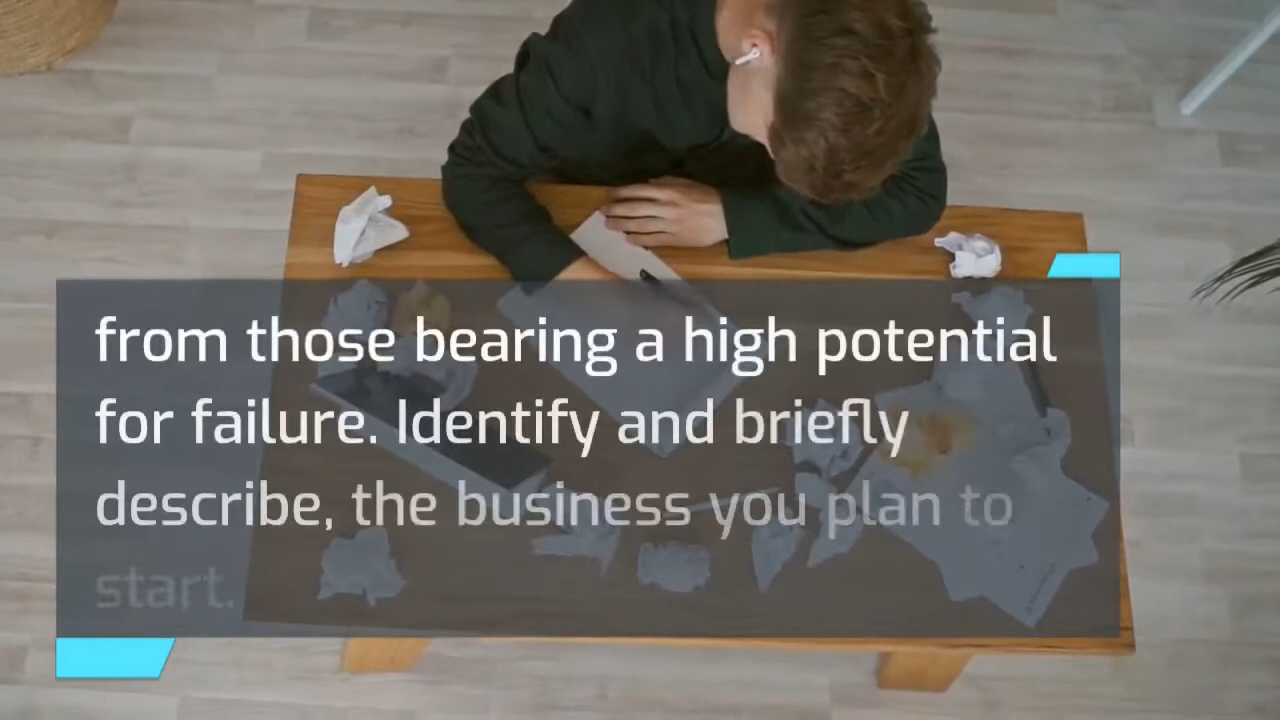 from those bearing a high potential
for failure. Identify and briefly
describe, the business you plan to
start.